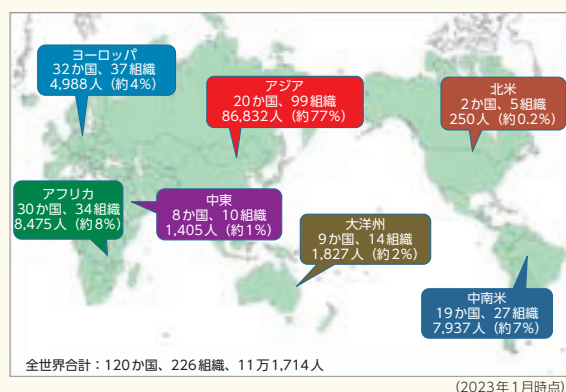 ヨーロッパ
32か国、37組織
4,988人（約4％）
アジア
20か国、99組織
86,832人（約77％）
北米
2か国、5組織
250人（約0.2％）
アフリカ
30か国、34組織
8,475人（約8％）
中東
8か国、10組織
1,405人（約1％）
大洋州
9か国、14組織
1,827人（約2％）
中南米
19か国、27組織
7,937人（約7％）
全世界合計：120か国、226組織、11万1,714人
（2023年1月時点）